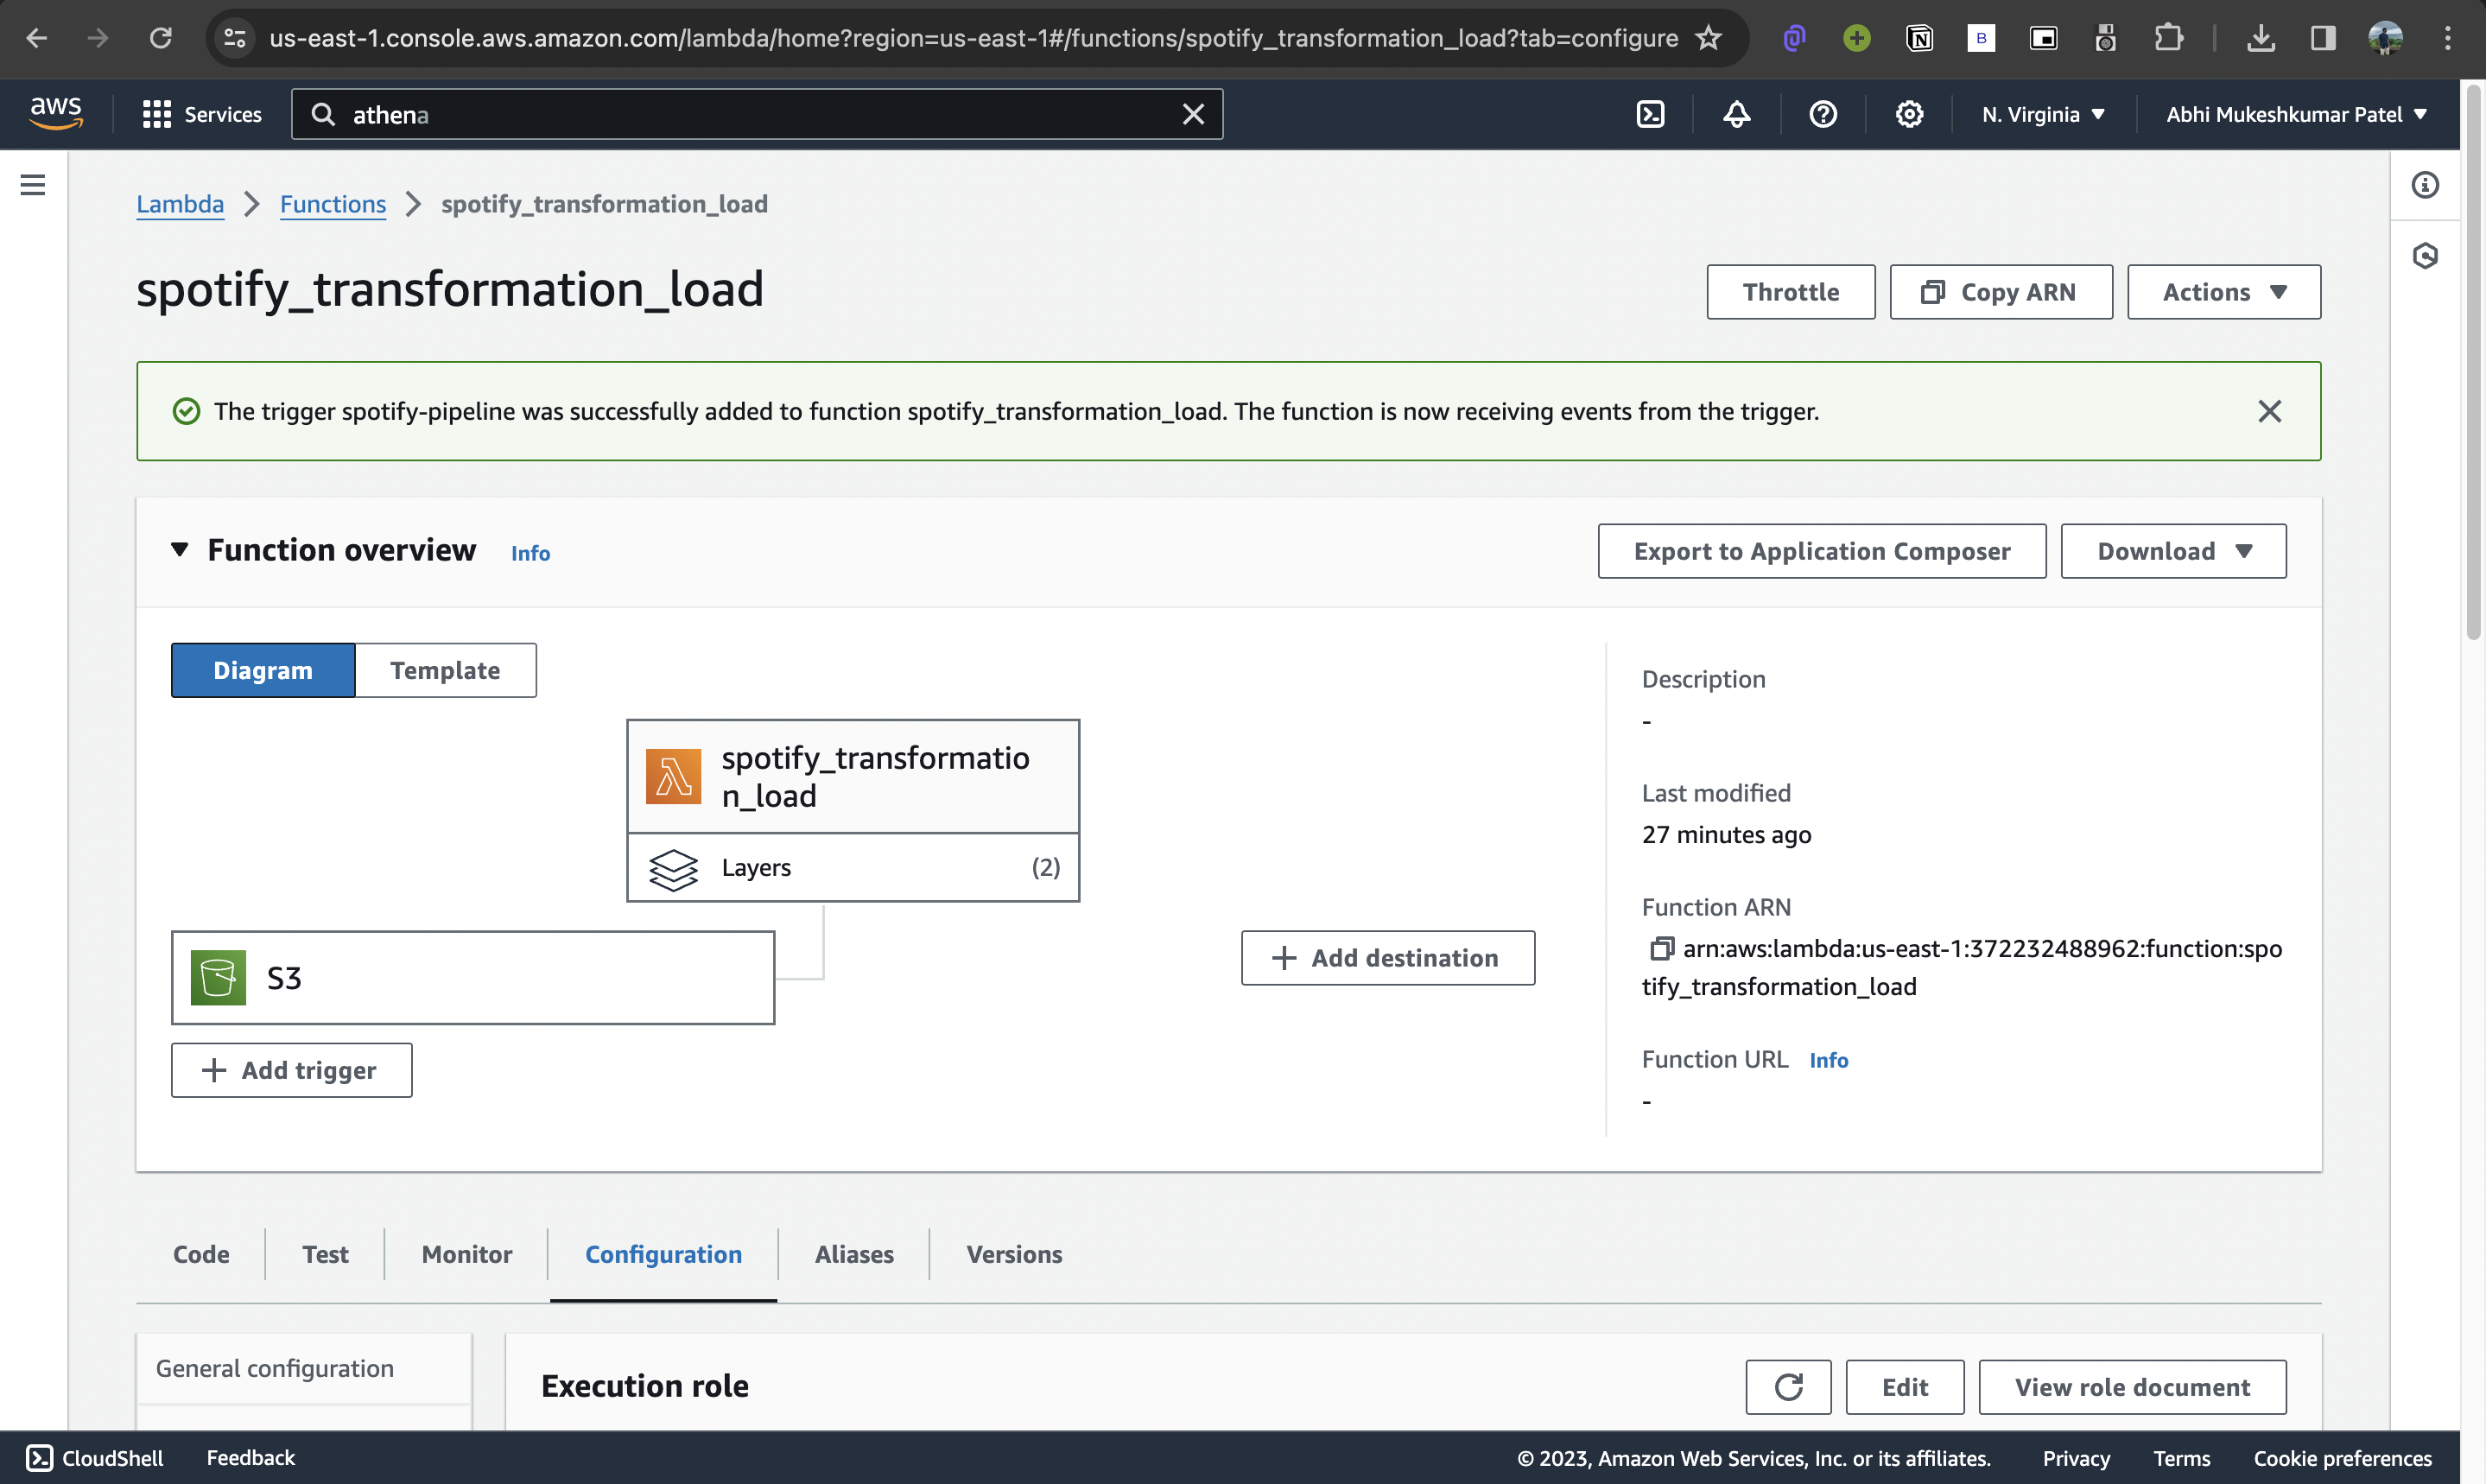 us-east-1.console.aws.amazon.com/lambda/home?region=us-east-1#/functions/spotify_transformation_load?tab=configure
B
aws
Services
athena
N. Virginia
Abhi Mukeshkumar Patel
Lambda
Functions
spotify_transformation_load
spotify_transformation_load
Throttle
Copy ARN
Actions
The trigger spotify-pipeline was successfully added to function spotify_transformation_load. The function is now receiving events from the trigger.
Function overview
Info
Export to Application Composer
Download
Diagram
Template
spotify_transformatio
n_load
Layers
(2)
S3
Add trigger
Add destination
Description
-
Last modified
27 minutes ago
Function ARN
arn:aws:lambda:us-east-1:372232488962:function:spo
tify_transformation_load
Function URL
Info
-
Code
Test
Monitor
Configuration
Aliases
Versions
General configuration
Execution role
Edit
View role document
CloudShell
Feedback
© 2023, Amazon Web Services, Inc. or its affiliates.
Privacy
Terms
Cookie preferences